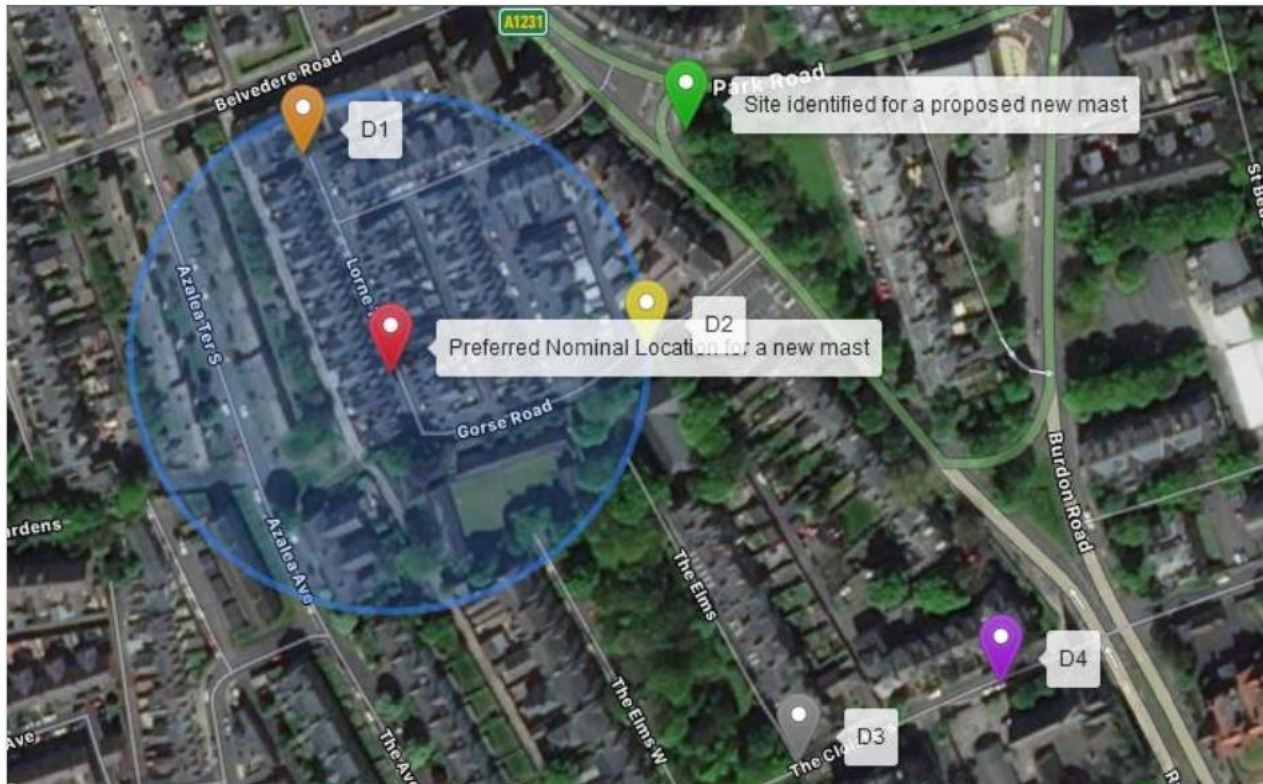 A1231
Belvedere Road
Park Road
Site identified for a proposed new mast
D1
Azalea Ter S
Lorne
D2
Preferred Nominal Location for a new mast
Gorse Road
Burdon Road
ardens
Azalea Ave
The Elms
D4
The Elms W
D3
The Clo
Ave
The Av
R